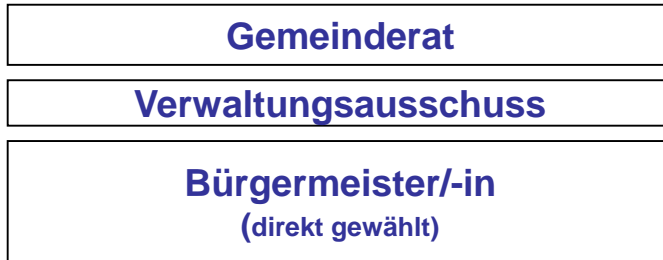 Gemeinderat
Verwaltungsausschuss
Bürgermeister/-in
(direkt gewählt)